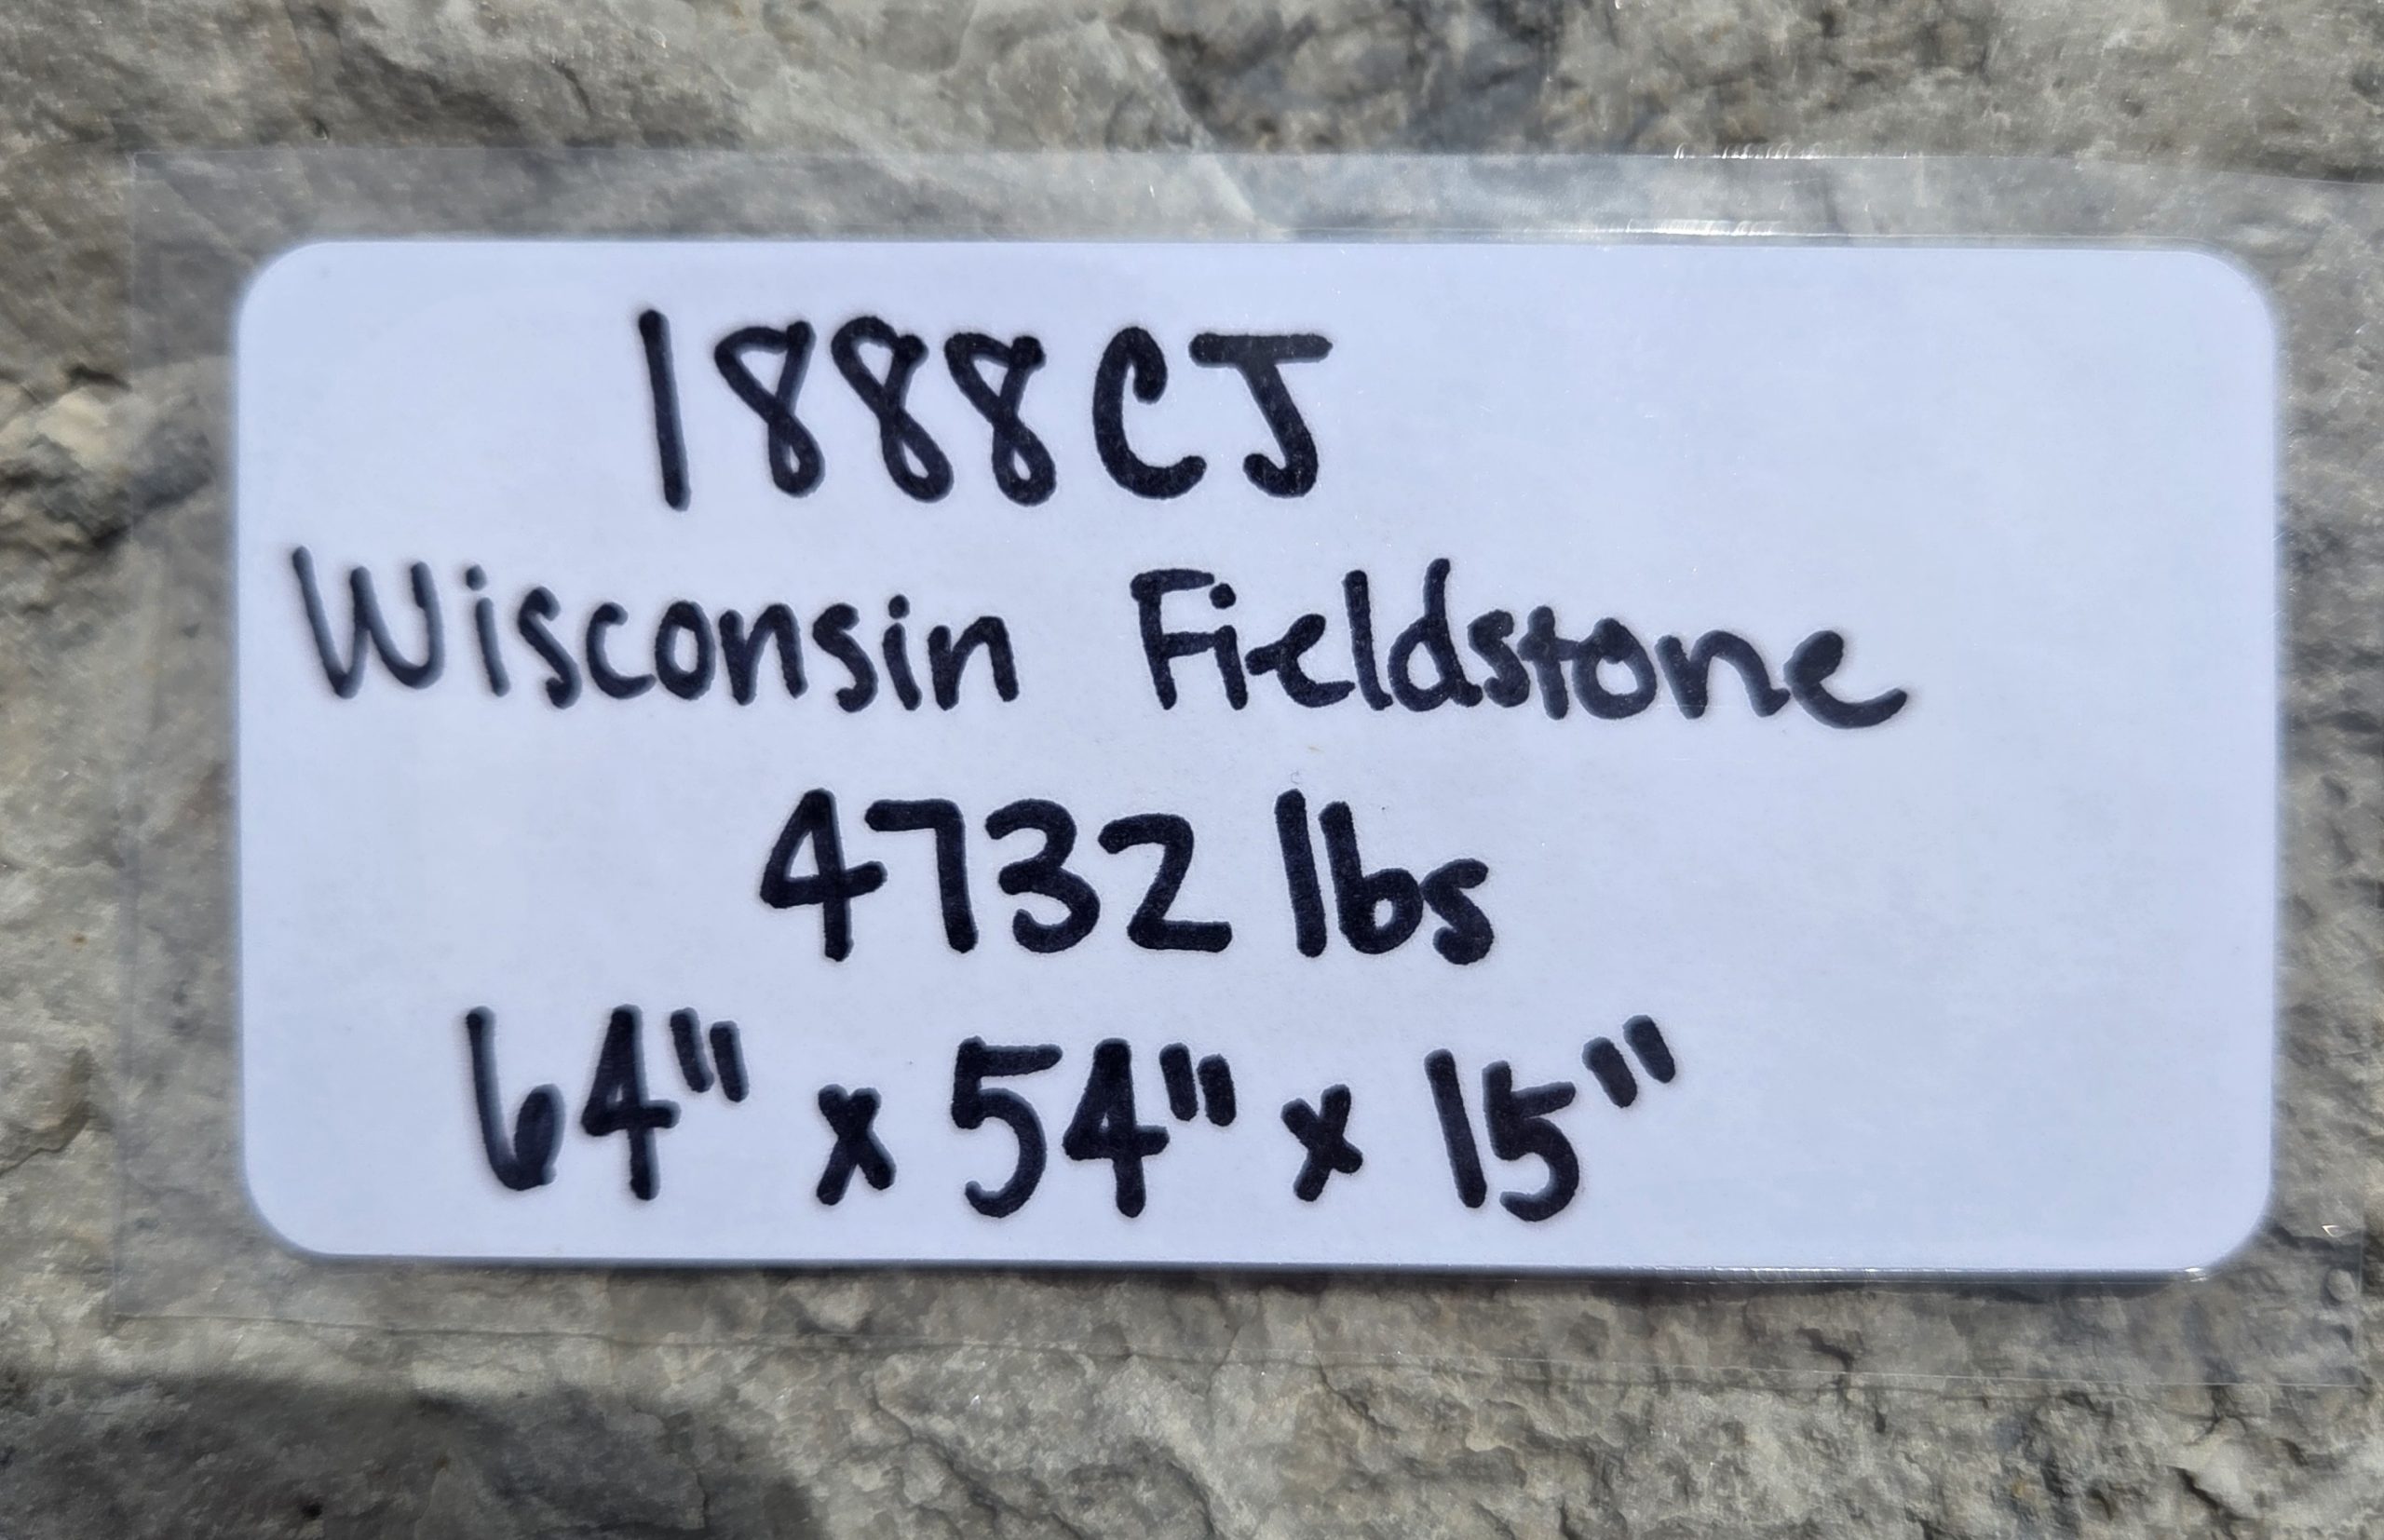 1888CJ
Wisconsin Fieldstone
4732 lbs
64" x 54" x 15"